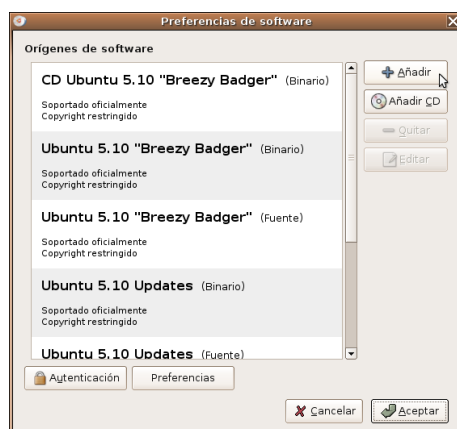 Preferencias de software
Orígenes de software
CD Ubuntu 5.10 "Breezy Badger" (Binario)
Soportado oficialmente
Copyright restringido
Ubuntu 5.10 "Breezy Badger" (Binario)
Soportado oficialmente
Copyright restringido
Ubuntu 5.10 "Breezy Badger" (Fuente)
Soportado oficialmente
Copyright restringido
Ubuntu 5.10 Updates (Binario)
Soportado oficialmente
Copyright restringido
Ubuntu 5.10 Updates (Fuente)
Añadir
Añadir CD
Quitar
Editar
Autenticación
Preferencias
Cancelar
Aceptar